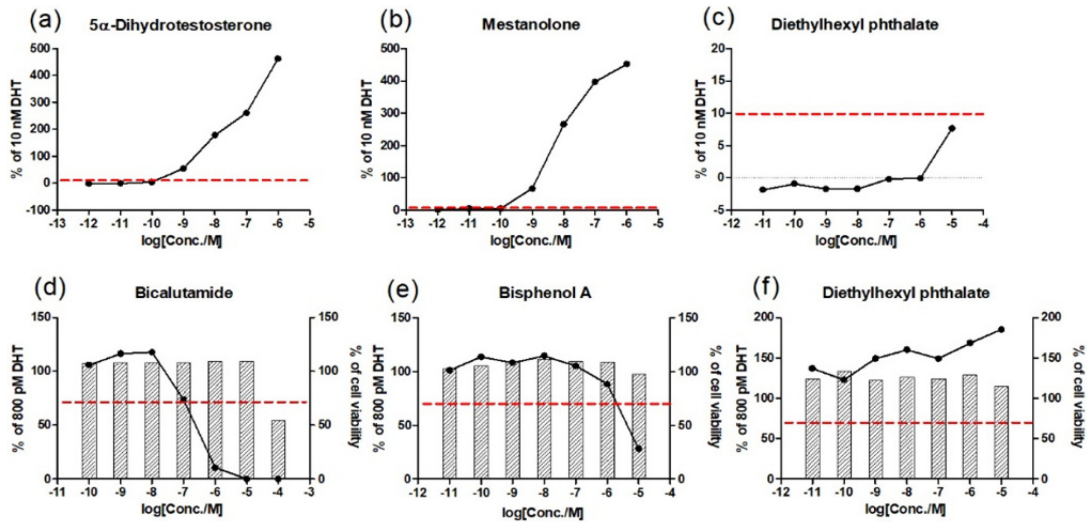 (a)
5α-Dihydrotestosterone
% of 10 nM DHT
500
400
300
200
100
0
-100
-13 -12 -11 -10 -9 -8 -7 -6 -5
log[Conc./M]
(b)
Mestanolone
% of 10 nM DHT
500
400
300
200
100
0
-13 -12 -11 -10 -9 -8 -7 -6 -5
log[Conc./M]
(c)
Diethylhexyl phthalate
% of 10 nM DHT
20
15
10
5
0
-5
-12 -11 -10 -9 -8 -7 -6 -5 -4
log[Conc./M]
(d)
Bicalutamide
% of 800 pM DHT
150
100
50
0
-11 -10 -9 -8 -7 -6 -5 -4 -3
log[Conc./M]
150
100
50
0
% of cell viability
(e)
Bisphenol A
% of 800 pM DHT
150
100
50
0
-12 -11 -10 -9 -8 -7 -6 -5 -4
log[Conc./M]
150
100
50
0
% of cell viability
(f)
Diethylhexyl phthalate
% of 800 pM DHT
200
150
100
50
0
-12 -11 -10 -9 -8 -7 -6 -5 -4
log[Conc./M]
200
150
100
50
0
% of cell viability